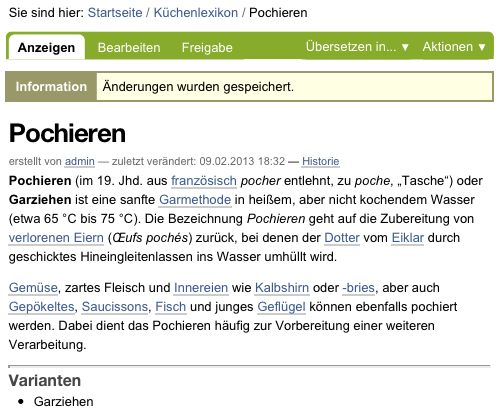 Sie sind hier: Startseite / Küchenlexikon / Pochieren
Anzeigen Bearbeiten Freigabe Übersetzen in... ▼ Aktionen ▼
Information Änderungen wurden gespeichert.
Pochieren
erstellt von admin — zuletzt verändert: 09.02.2013 18:32 — Historie
Pochieren (im 19. Jhd. aus französisch pocher entlehnt, zu poche, „Tasche“) oder
Garziehen ist eine sanfte Garmethode in heißem, aber nicht kochendem Wasser
(etwa 65 °C bis 75 °C). Die Bezeichnung Pochieren geht auf die Zubereitung von
verlorenen Eiern (Œufs pochés) zurück, bei denen der Dotter vom Eiklar durch
geschicktes Hineingleitenlassen ins Wasser umhüllt wird.
Gemüse, zartes Fleisch und Innereien wie Kalbshirn oder -bries, aber auch
Gepökeltes, Saucissons, Fisch und junges Geflügel können ebenfalls pochiert
werden. Dabei dient das Pochieren häufig zur Vorbereitung einer weiteren
Verarbeitung.
Varianten
• Garziehen